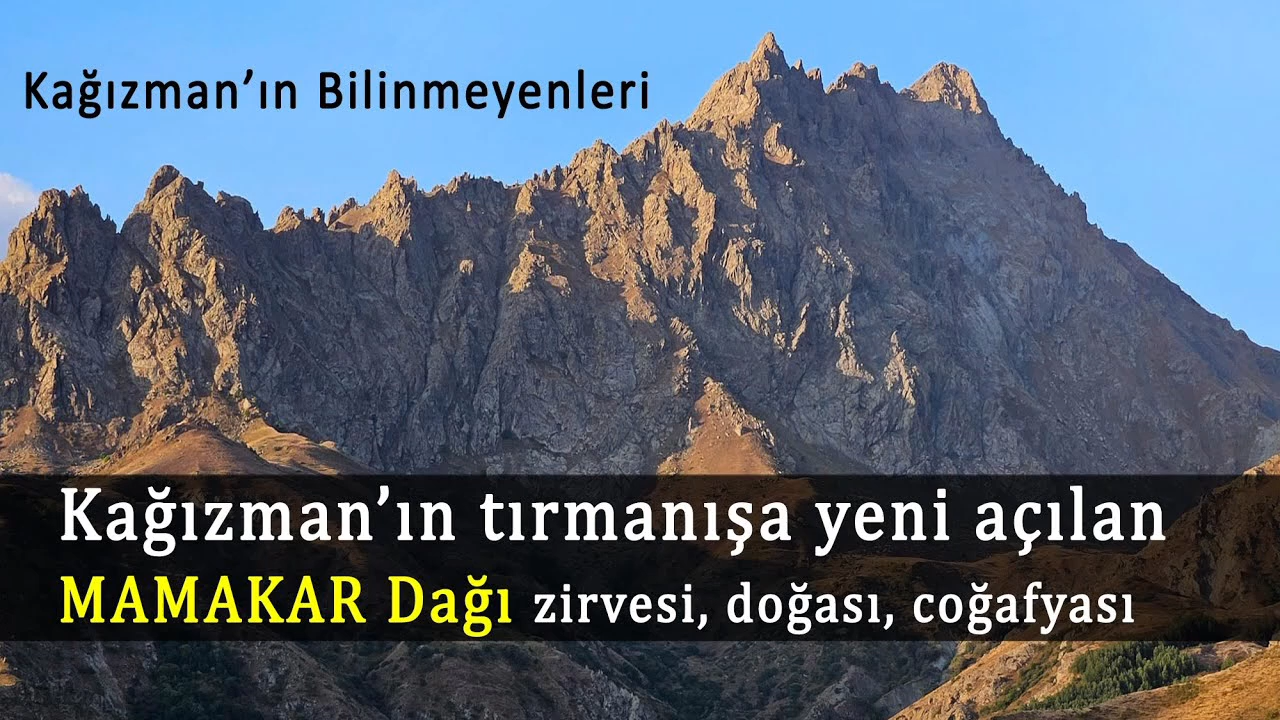 Kağızman’ın Bilinmeyenleri
Kağızman’ın tırmanışa yeni açılan
MAMAKAR Dağı zirvesi, doğası, coğafyası